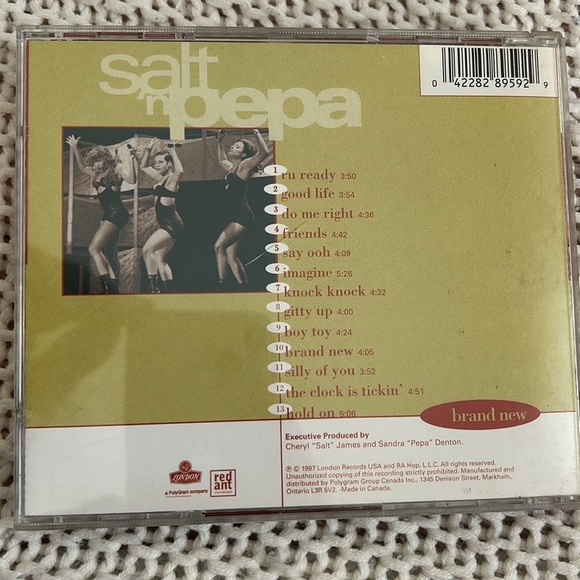 salt
'n pepa
0 42282 89592 9
1 ru ready 3:50
2 good life 3:54
3 do me right 4:36
4 friends 4:42
5 say ooh 4:09
6 imagine 5:26
7 knock knock 4:32
8 gitty up 4:00
9 boy toy 4:24
10 brand new 4:05
11 silly of you 3:52
12 the clock is tickin' 4:51
13 hold on 5:06
brand new
Executive Produced by
Cheryl "Salt" James and Sandra "Pepa" Denton.
℗ © 1997 London Records USA and RA Hop, L.L.C. All rights reserved.
Unauthorized copying of this recording strictly prohibited. Manufactured and
distributed by Polygram Group Canada Inc., 1345 Denison Street, Markham,
Ontario L3R 5V2. -Made in Canada.
LONDON
a PolyGram company
red
ant